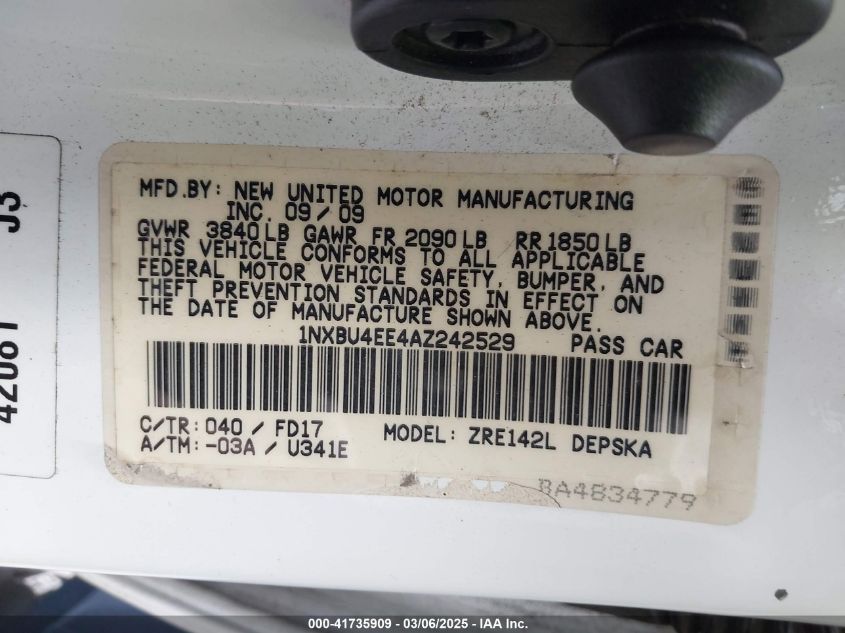 MFD.BY: NEW UNITED MOTOR MANUFACTURING
INC. 09/09
GVWR 3840LB GAWR FR 2090LB RR 1850LB
THIS VEHICLE CONFORMS TO ALL APPLICABLE
FEDERAL MOTOR VEHICLE SAFETY, BUMPER, AND
THEFT PREVENTION STANDARDS IN EFFECT ON
THE DATE OF MANUFACTURE SHOWN ABOVE.
1NXBU4EE4AZ242529 PASS CAR
C/TR: 040 / FD17 MODEL: ZRE142L DEPSKA
A/TM: -03A / U341E
BA4834779
42081 J3
000-41735909 - 03/06/2025 - IAA Inc.